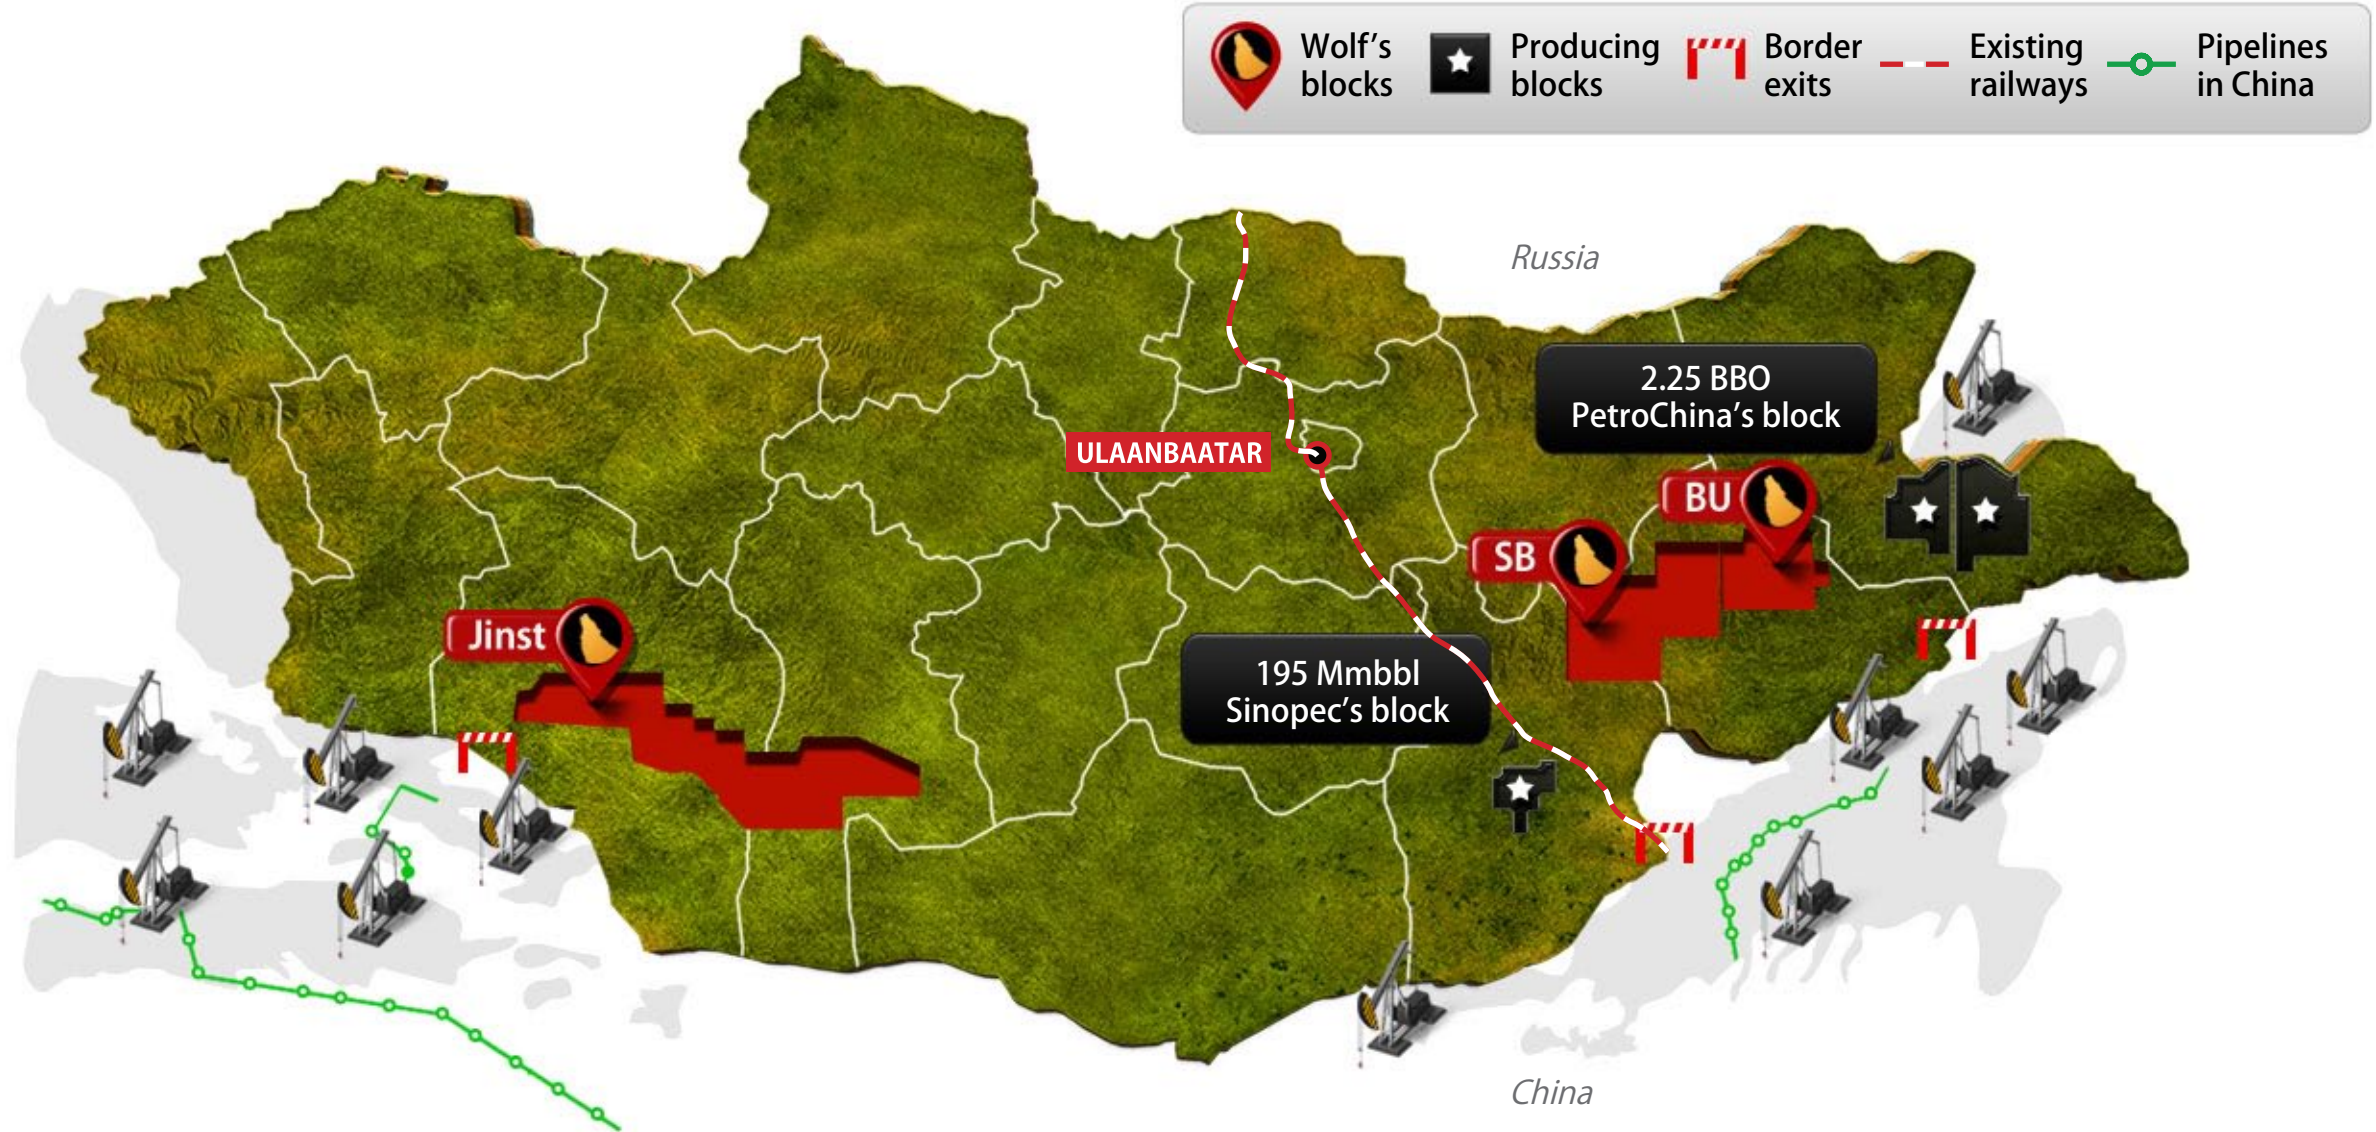 Wolf's
blocks
Producing
blocks
Border
exits
Existing
railways
Pipelines
in China
Russia
2.25 BBO
PetroChina's block
ULAANBAATAR
BU
SB
Jinst
195 Mmbbl
Sinopec's block
China